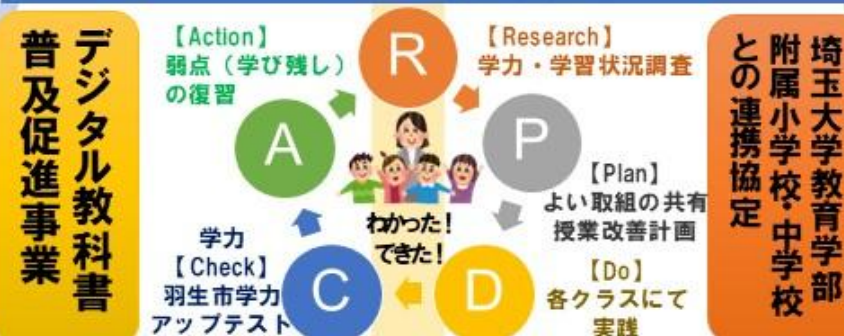 デジタル教科書
普及促進事業
【Action】
弱点（学び残し）
の復習
R
【Research】
学力・学習状況調査
A
P
【Plan】
よい取組の共有
授業改善計画
わかった！
できた！
学力
【Check】
羽生市学力
アップテスト
C
D
【Do】
各クラスにて
実践
埼玉大学教育学部
附属小学校・中学校
との連携協定